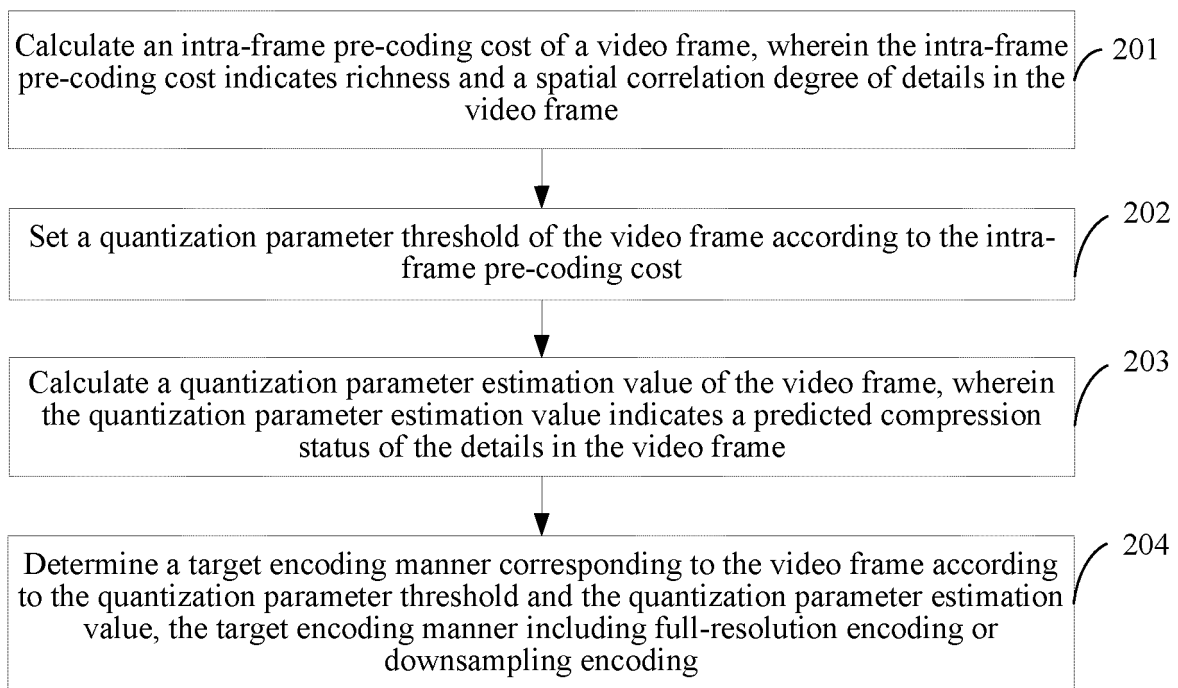 Calculate an intra-frame pre-coding cost of a video frame, wherein the intra-frame
pre-coding cost indicates richness and a spatial correlation degree of details in the
video frame
201
Set a quantization parameter threshold of the video frame according to the intra-
frame pre-coding cost
202
Calculate a quantization parameter estimation value of the video frame, wherein
the quantization parameter estimation value indicates a predicted compression
status of the details in the video frame
203
Determine a target encoding manner corresponding to the video frame according
to the quantization parameter threshold and the quantization parameter estimation
value, the target encoding manner including full-resolution encoding or
downsampling encoding
204